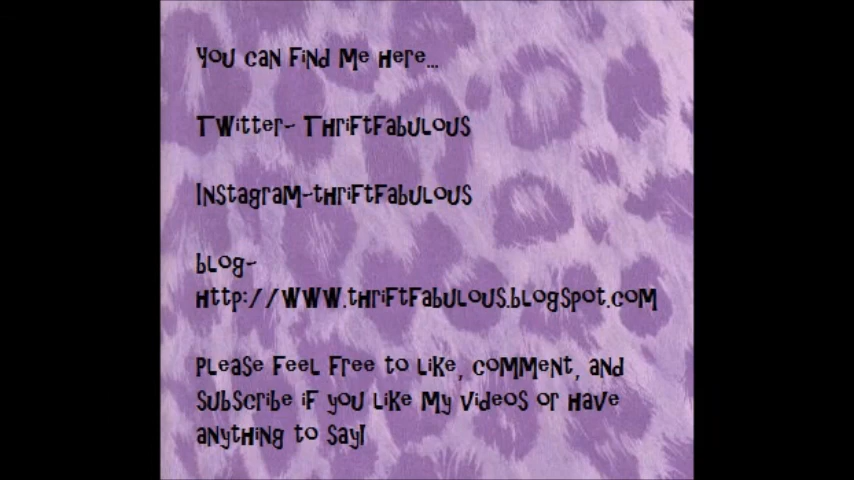 You can find me here...
Twitter- ThriftFabulous
Instagram-thriftfabulous
blog-
http://www.thriftfabulous.blogspot.com
Please feel free to like, comment, and
subscribe if you like my videos or have
anything to say!